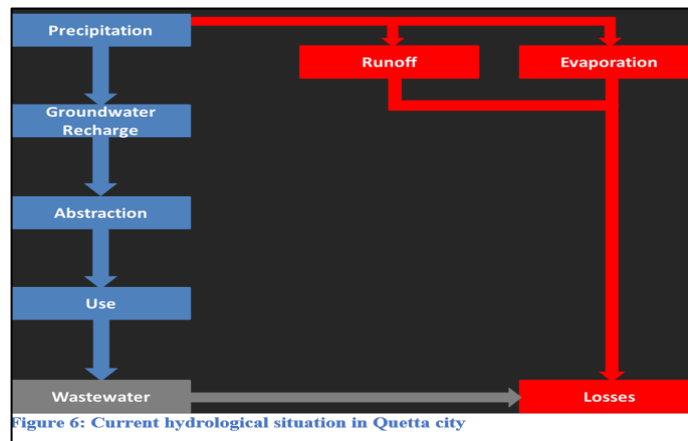 Precipitation
Runoff
Evaporation
Groundwater
Recharge
Abstraction
Use
Wastewater
Losses
Figure 6: Current hydrological situation in Quetta city